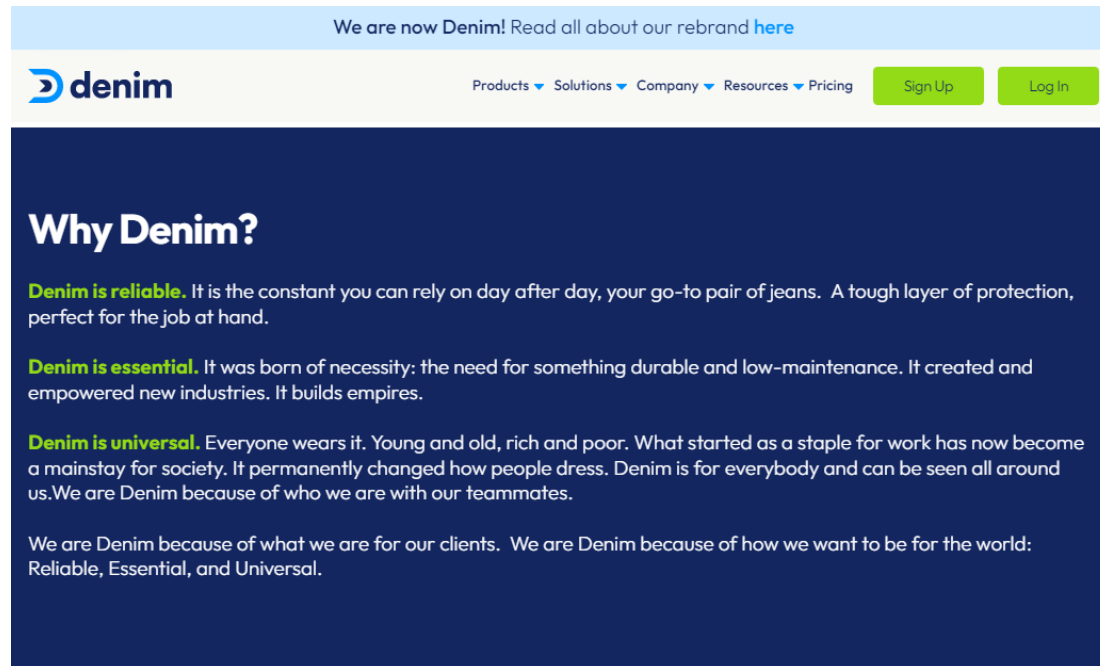 We are now Denim! Read all about our rebrand here
denim
Products Solutions Company Resources Pricing Sign Up Log In
Why Denim?
Denim is reliable. It is the constant you can rely on day after day, your go-to pair of jeans.  A tough layer of protection,
perfect for the job at hand.
Denim is essential. It was born of necessity: the need for something durable and low-maintenance. It created and
empowered new industries. It builds empires.
Denim is universal. Everyone wears it. Young and old, rich and poor. What started as a staple for work has now become
a mainstay for society. It permanently changed how people dress. Denim is for everybody and can be seen all around
us.We are Denim because of who we are with our teammates.
We are Denim because of what we are for our clients.  We are Denim because of how we want to be for the world:
Reliable, Essential, and Universal.